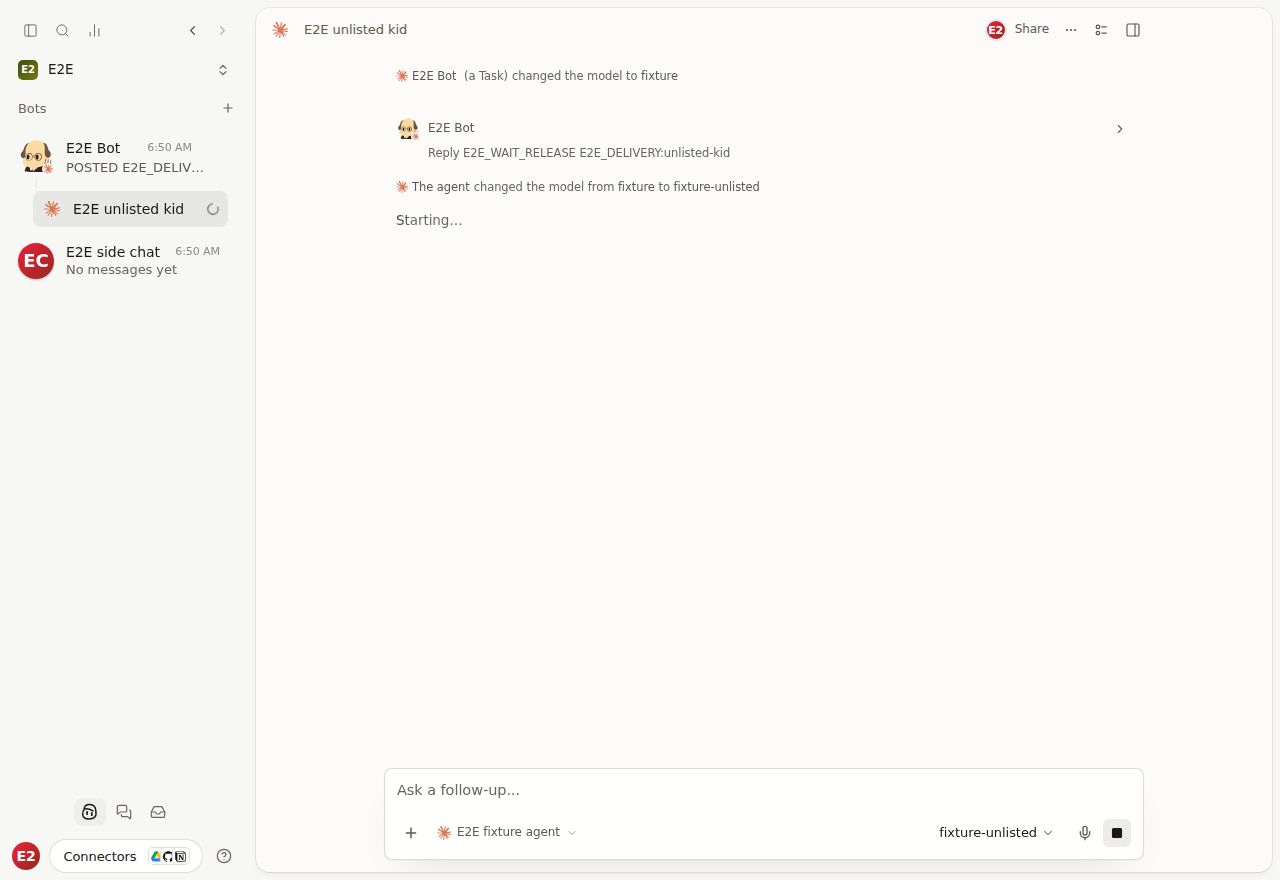 E2 E2E
Bots
E2E Bot 6:50 AM
POSTED E2E_DELIV…
E2E unlisted kid
EC E2E side chat 6:50 AM
No messages yet
E2 Connectors
E2E unlisted kid
E2 Share
E2E Bot (a Task) changed the model to fixture
E2E Bot
Reply E2E_WAIT_RELEASE E2E_DELIVERY:unlisted-kid
The agent changed the model from fixture to fixture-unlisted
Starting…
Ask a follow-up…
E2E fixture agent
fixture-unlisted